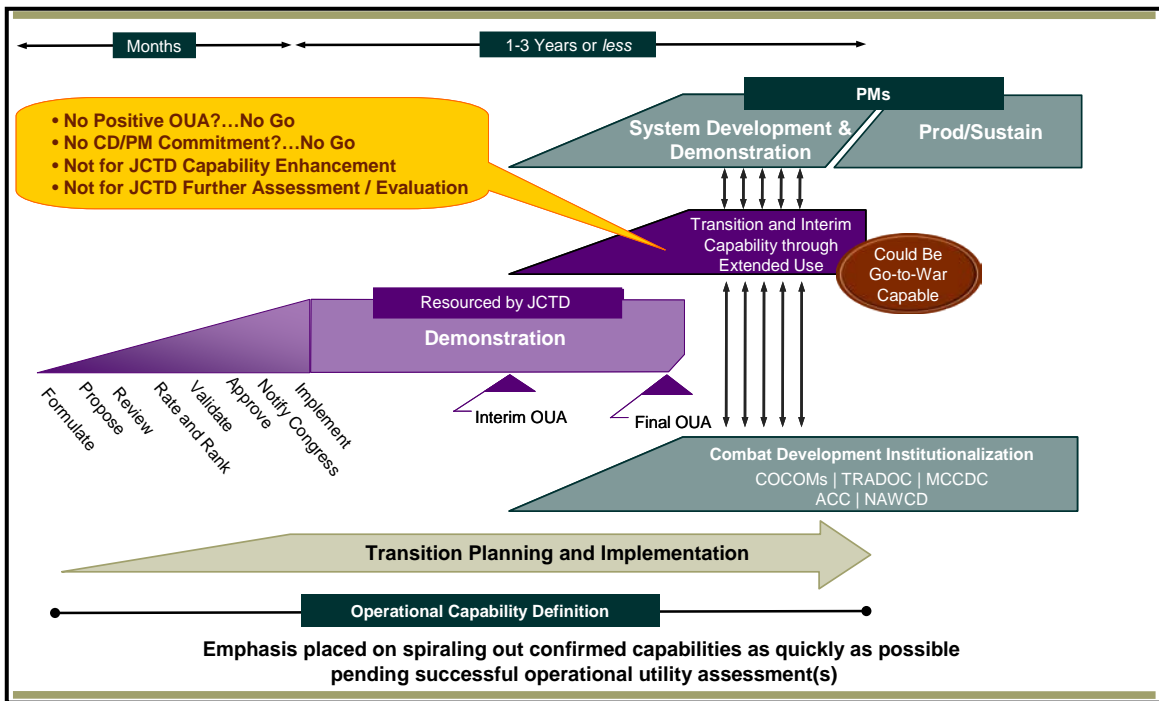 Months
1-3 Years or less
• No Positive OUA?...No Go
• No CD/PM Commitment?...No Go
• Not for JCTD Capability Enhancement
• Not for JCTD Further Assessment / Evaluation
PMs
System Development &
Demonstration
Prod/Sustain
Transition and Interim
Capability through
Extended Use
Could Be
Go-to-War
Capable
Resourced by JCTD
Demonstration
Formulate
Propose
Review
Rate and Rank
Validate
Approve
Notify Congress
Implement
Interim OUA
Final OUA
Combat Development Institutionalization
COCOMs | TRADOC | MCCDC
ACC | NAWCD
Transition Planning and Implementation
Operational Capability Definition
Emphasis placed on spiraling out confirmed capabilities as quickly as possible
pending successful operational utility assessment(s)